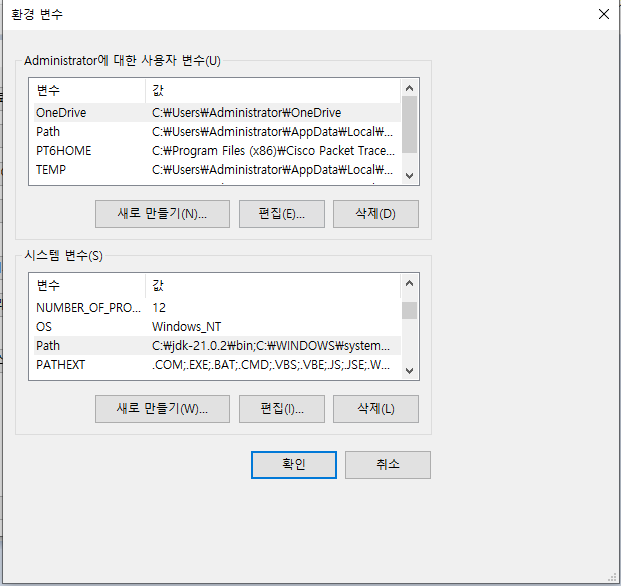 환경 변수
Administrator에 대한 사용자 변수(U)
변수 값
OneDrive C:₩Users₩Administrator₩OneDrive
Path C:₩Users₩Administrator₩AppData₩Local₩...
PT6HOME C:₩Program Files (x86)₩Cisco Packet Trace...
TEMP C:₩Users₩Administrator₩AppData₩Local₩...
새로 만들기(N)... 편집(E)... 삭제(D)
시스템 변수(S)
변수 값
NUMBER_OF_PRO... 12
OS Windows_NT
Path C:₩jdk-21.0.2₩bin;C:₩WINDOWS₩system...
PATHEXT .COM;.EXE;.BAT;.CMD;.VBS;.VBE;.JS;.JSE;.W...
새로 만들기(W)... 편집(I)... 삭제(L)
확인 취소